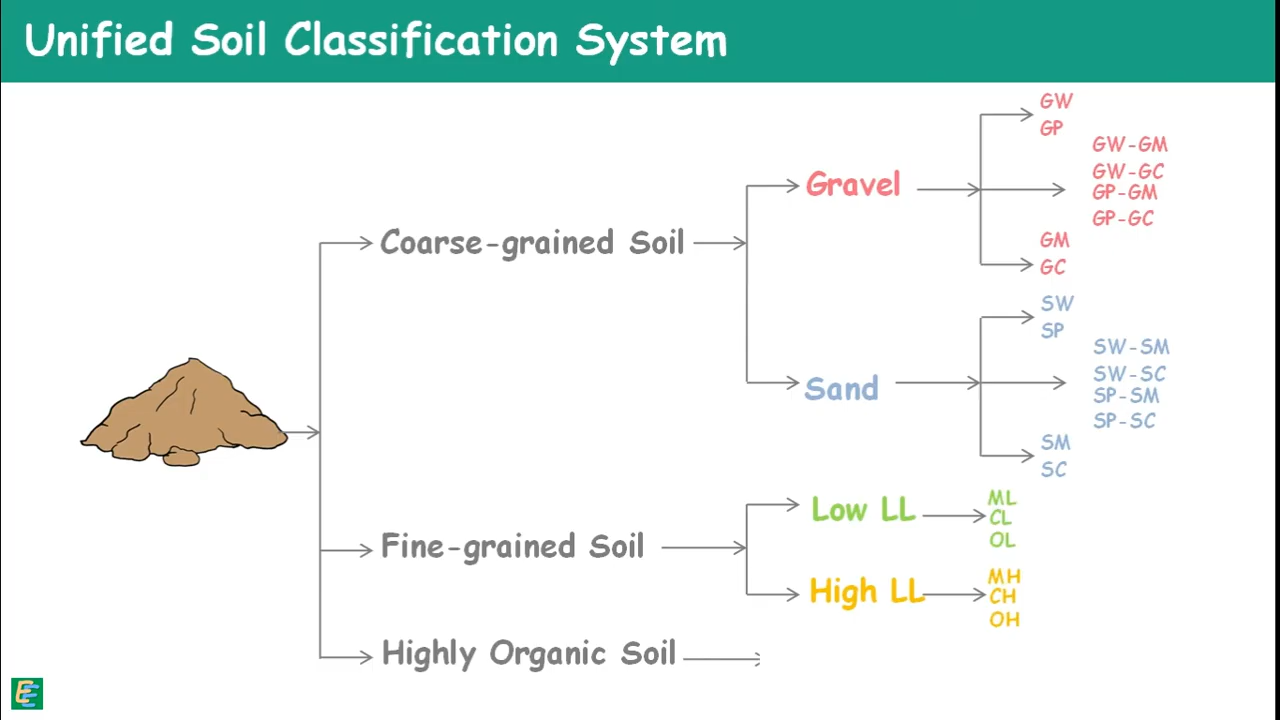 Unified Soil Classification System
Coarse-grained Soil
Gravel
GW
GP
GW-GM
GW-GC
GP-GM
GP-GC
GM
GC
Sand
SW
SP
SW-SM
SW-SC
SP-SM
SP-SC
SM
SC
Fine-grained Soil
Low LL
ML
CL
OL
High LL
MH
CH
OH
Highly Organic Soil
EE